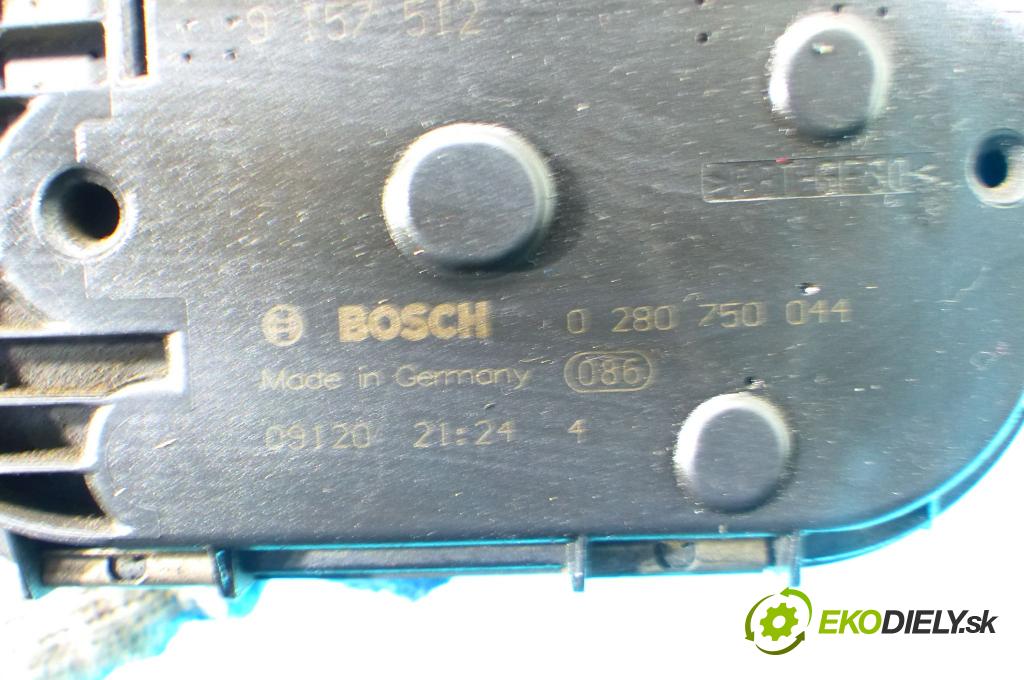 9 157 512
BOSCH 0 280 750 044
Made in Germany 086
09120 21:24 4
EKODIELY.sk